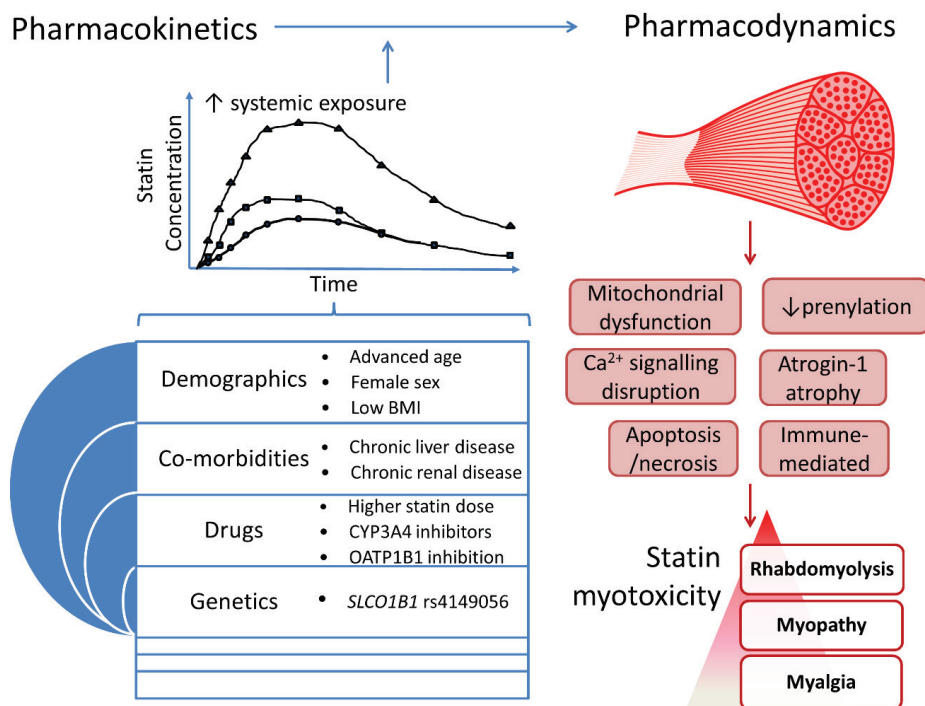 Pharmacokinetics
Pharmacodynamics
↑ systemic exposure
Statin
Concentration
Time
Demographics
• Advanced age
• Female sex
• Low BMI
Co-morbidities
• Chronic liver disease
• Chronic renal disease
Drugs
• Higher statin dose
• CYP3A4 inhibitors
• OATP1B1 inhibition
Genetics
• SLCO1B1 rs4149056
Mitochondrial
dysfunction
↓prenylation
Ca²⁺ signalling
disruption
Atrogin-1
atrophy
Apoptosis
/necrosis
Immune-
mediated
Statin
myotoxicity
Rhabdomyolysis
Myopathy
Myalgia